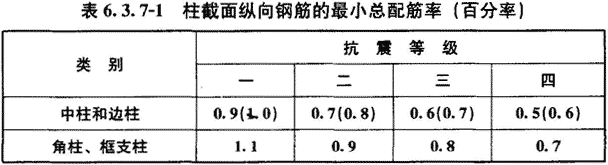 表 6.3.7-1 柱截面纵向钢筋的最小总配筋率（百分率）
类别 抗震等级
一 二 三 四
中柱和边柱 0.9(1.0) 0.7(0.8) 0.6(0.7) 0.5(0.6)
角柱、框支柱 1.1 0.9 0.8 0.7